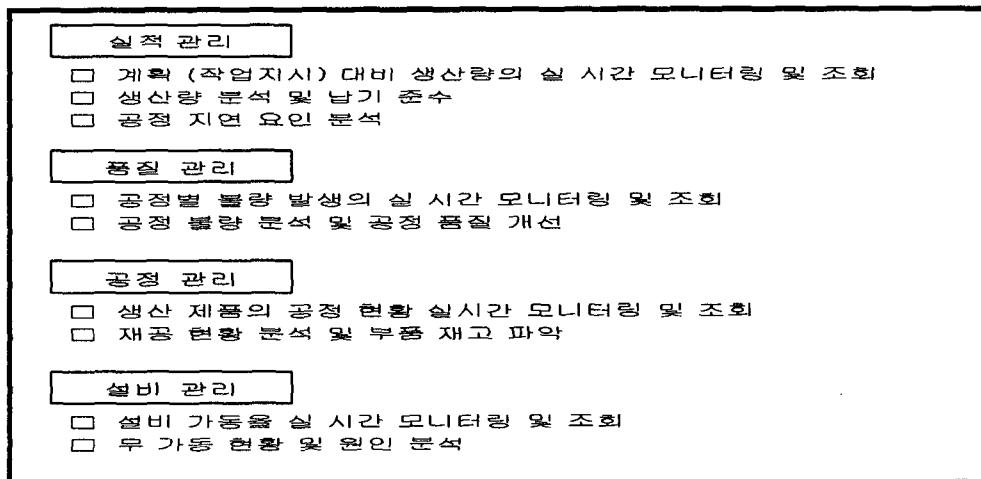 실적 관리
□ 계획 (작업지시) 대비 생산량의 실 시간 모니터링 및 조회
□ 생산량 분석 및 납기 준수
□ 공정 지연 요인 분석
품질 관리
□ 공정별 불량 발생의 실 시간 모니터링 및 조회
□ 공정 불량 분석 및 공정 품질 개선
공정 관리
□ 생산 제품의 공정 현황 실시간 모니터링 및 조회
□ 재공 현황 분석 및 부품 재고 파악
설비 관리
□ 설비 가동율 실 시간 모니터링 및 조회
□ 무 가동 현황 및 원인 분석